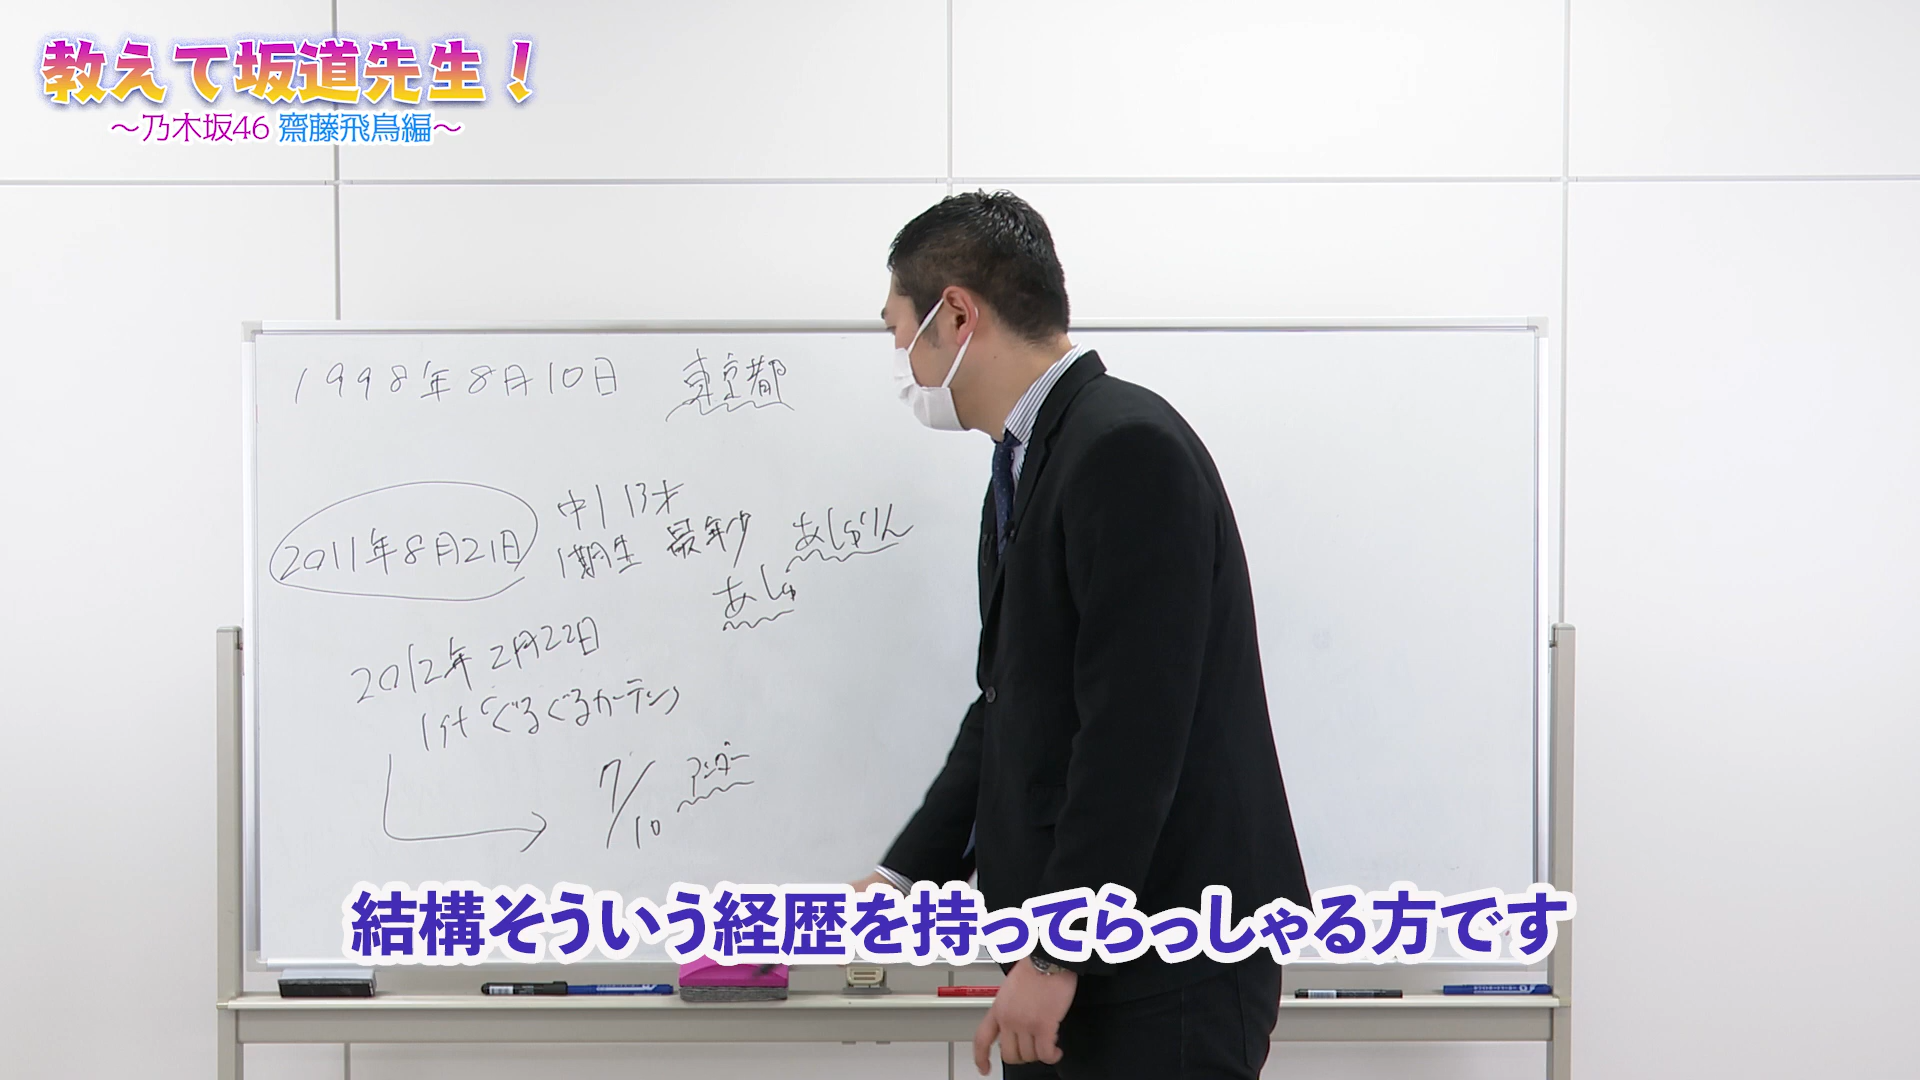 教えて坂道先生!
~乃木坂46 齋藤飛鳥編~
1998年8月10日 東京都
2011年8月21日
中1 13才
1期生 最年少 あしゅりん
あしゅ
2012年2月22日
1st ぐるぐるカーテン
7/10 アンダー
結構そういう経歴を持ってらっしゃる方です